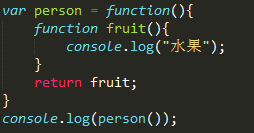 var person = function(){
    function fruit(){
        console.log("水果");
    }
    return fruit;
}
console.log(person());